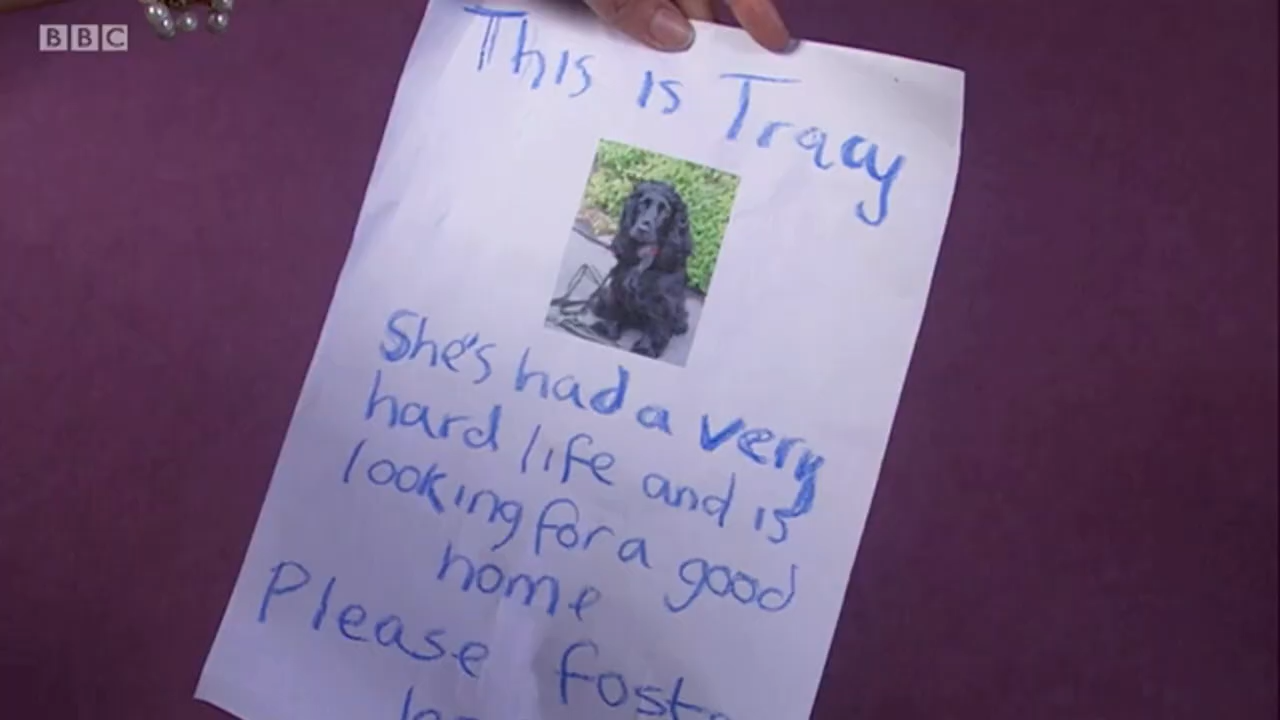 BBC
This is Tracy
She's had a very
hard life and is
looking for a good
home
Please